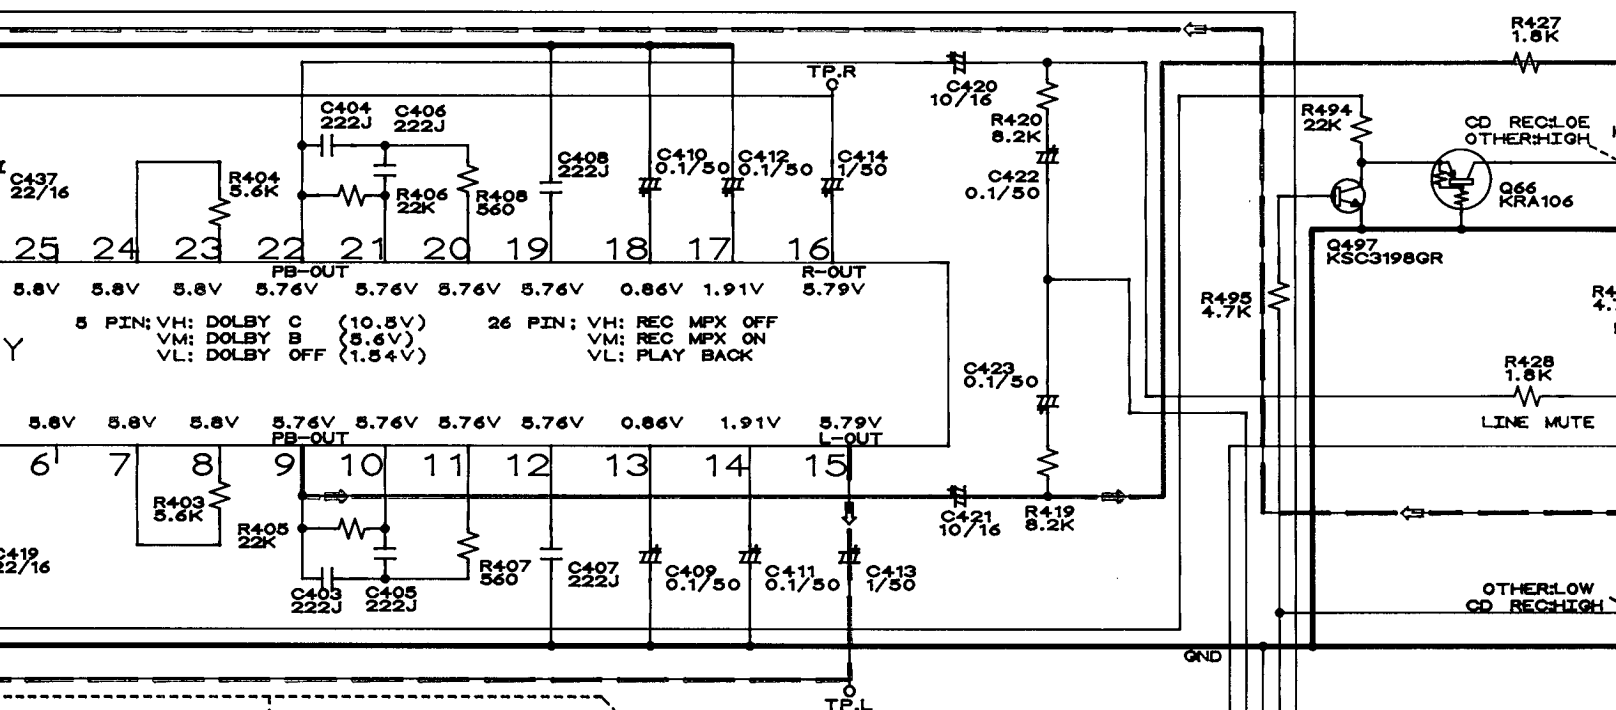 R427
1.8K
TP.R
C420
10/16
C404
222J
C406
222J
R420
8.2K
R494
22K
CD REC:LOE
OTHER:HIGH
C437
22/16
R404
5.6K
R406
22K
R408
560
C408
222J
C410
0.1/50
C412
0.1/50
C414
1/50
C422
0.1/50
Q66
KRA106
25 24 23 22 21 20 19 18 17 16
PB-OUT R-OUT
Q497
KSC3198GR
5.8V 5.8V 5.8V 5.76V 5.76V 5.76V 5.76V 0.86V 1.91V 5.79V
R495
4.7K
5 PIN: VH: DOLBY C (10.5V)
VM: DOLBY B (5.6V)
VL: DOLBY OFF (1.54V)
26 PIN: VH: REC MPX OFF
VM: REC MPX ON
VL: PLAY BACK
Y
C423
0.1/50
R428
1.8K
LINE MUTE
5.8V 5.8V 5.8V 5.76V 5.76V 5.76V 5.76V 0.86V 1.91V 5.79V
PB-OUT L-OUT
6 7 8 9 10 11 12 13 14 15
R403
5.6K
R405
22K
C421
10/16
R419
8.2K
C419
22/16
R407
560
C407
222J
C409
0.1/50
C411
0.1/50
C413
1/50
C403
222J
C405
222J
OTHER:LOW
CD REC:HIGH
GND
TP.L